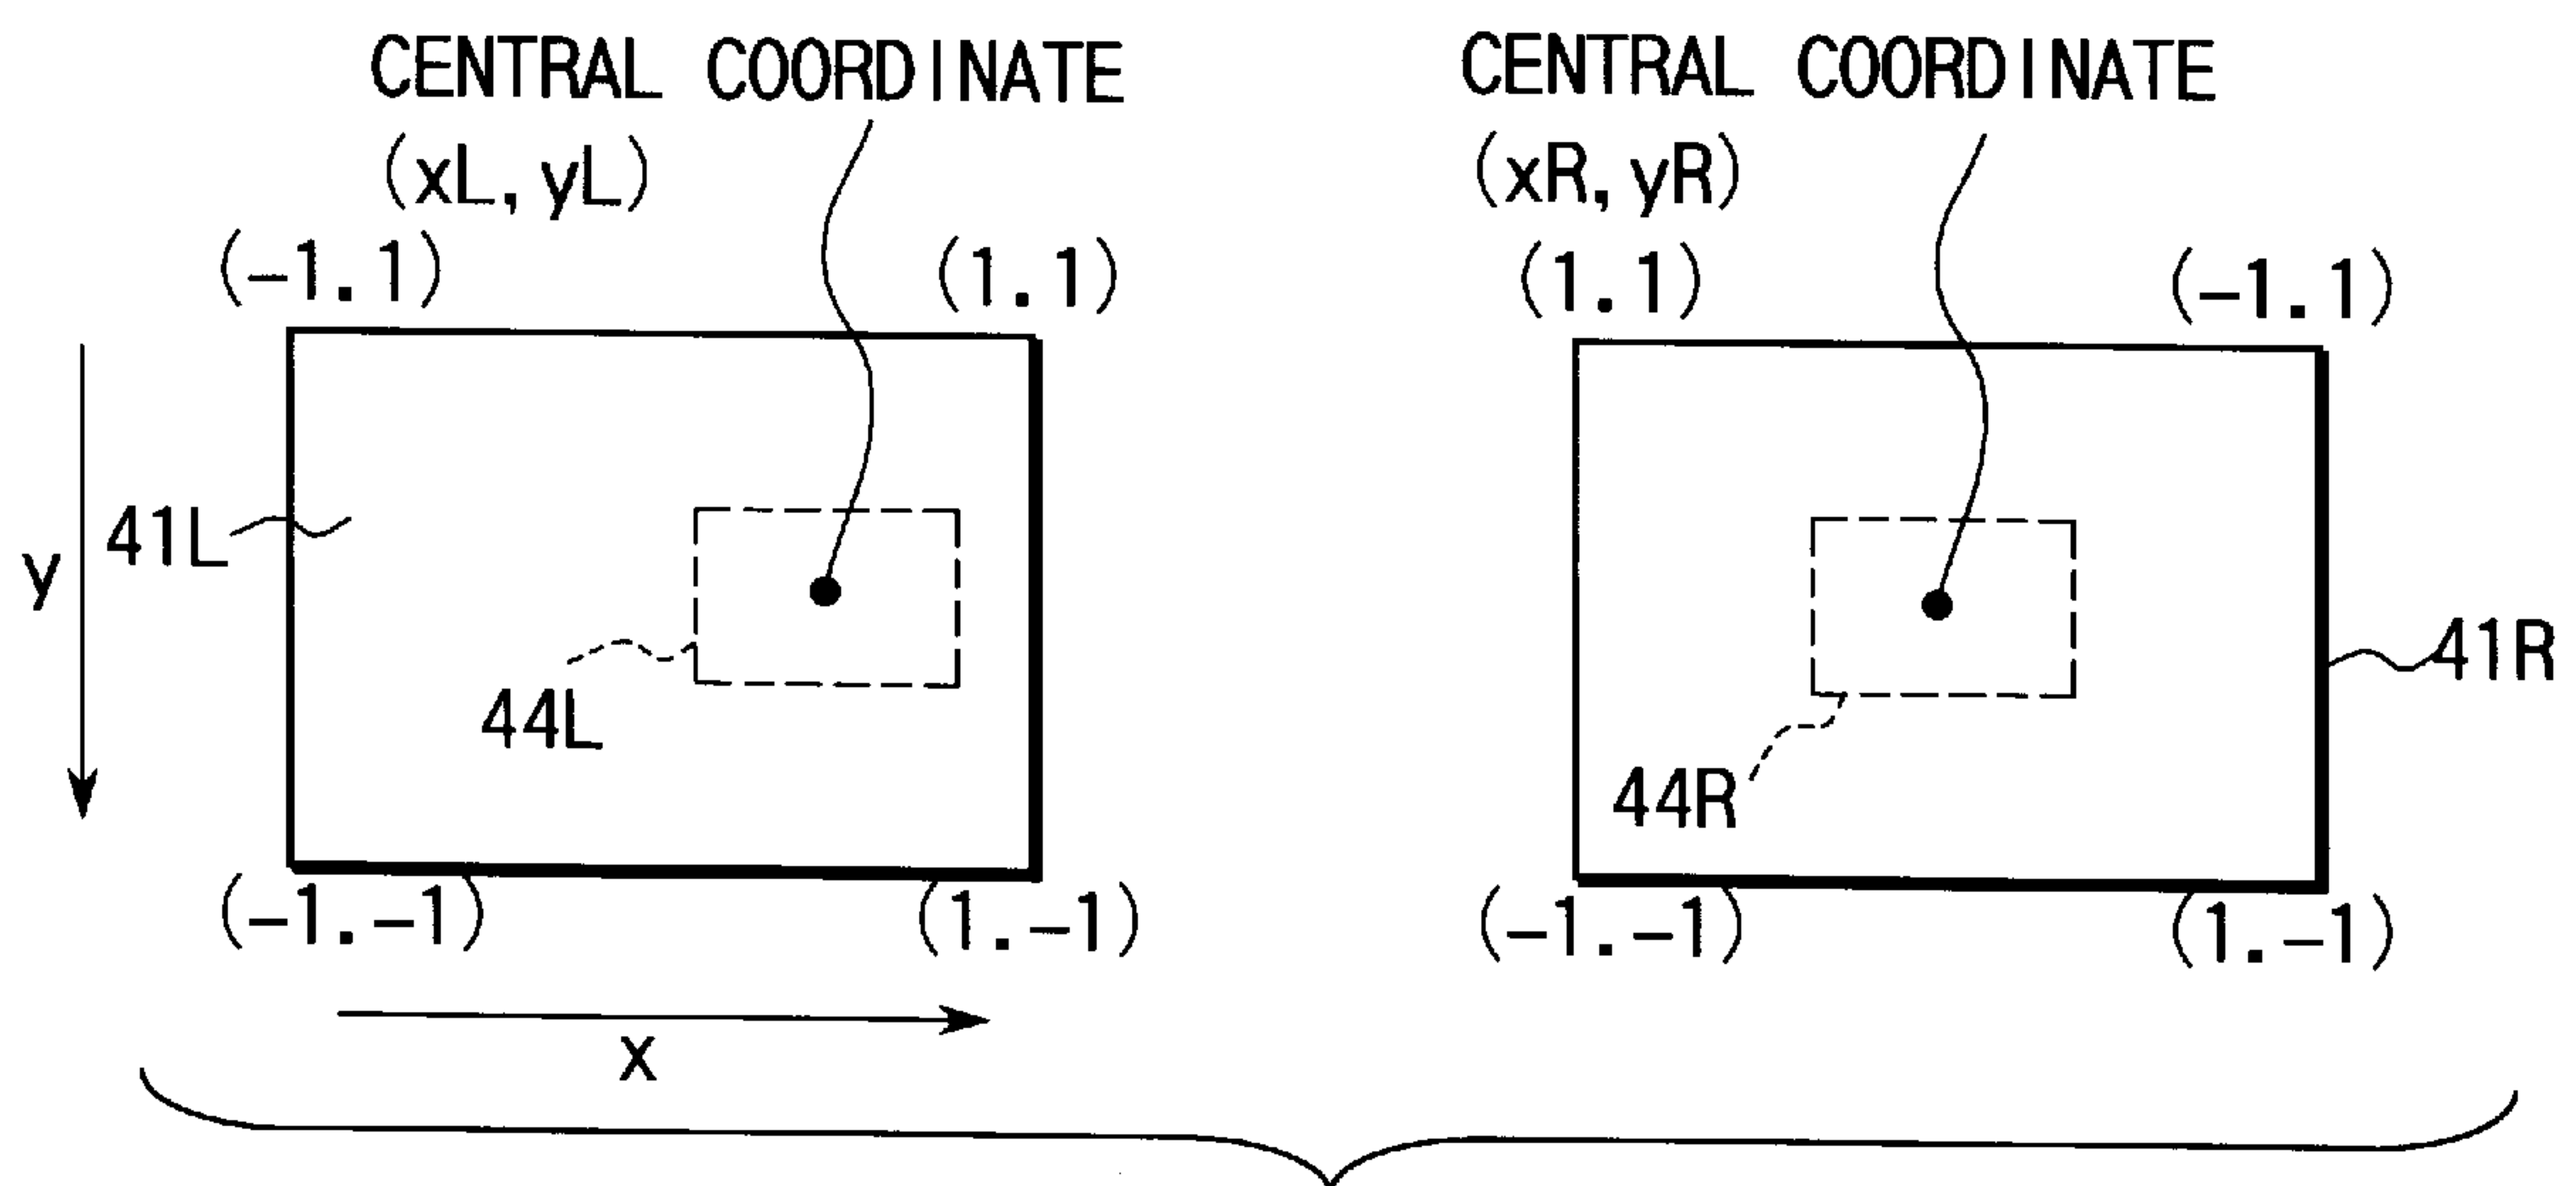 CENTRAL COORDINATE
(xL, yL)
(-1.1)
(1.1)
41L
y
44L
(-1.-1)
(1.-1)
x
CENTRAL COORDINATE
(xR, yR)
(1.1)
(-1.1)
41R
44R
(-1.-1)
(1.-1)